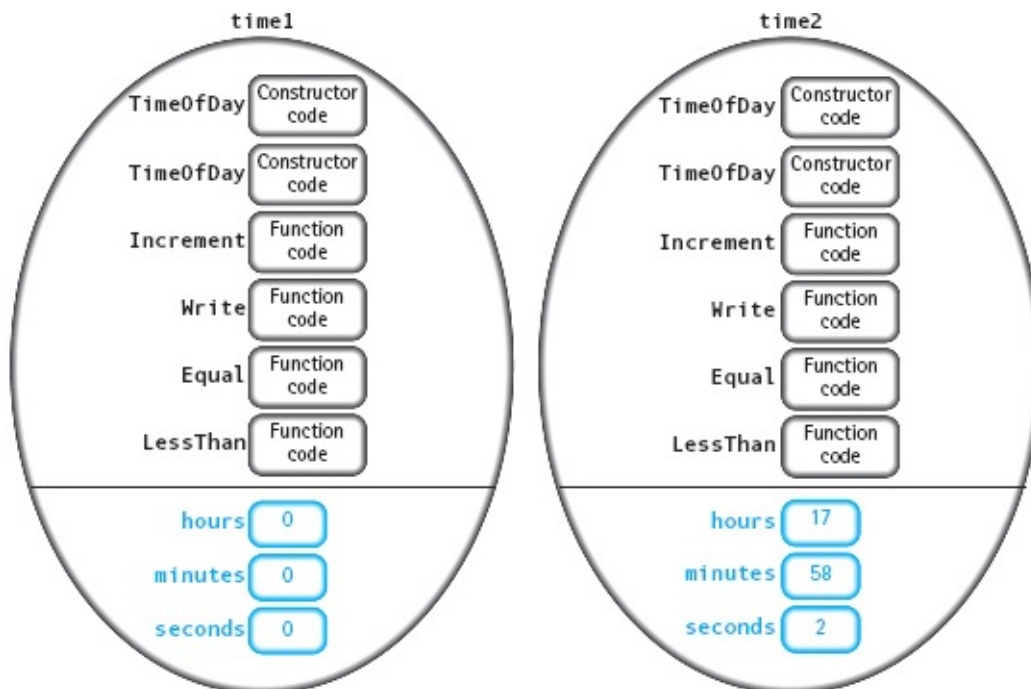 time1
TimeOfDay
Constructor
code
TimeOfDay
Constructor
code
Increment
Function
code
Write
Function
code
Equal
Function
code
LessThan
Function
code
hours 0
minutes 0
seconds 0
time2
TimeOfDay
Constructor
code
TimeOfDay
Constructor
code
Increment
Function
code
Write
Function
code
Equal
Function
code
LessThan
Function
code
hours 17
minutes 58
seconds 2